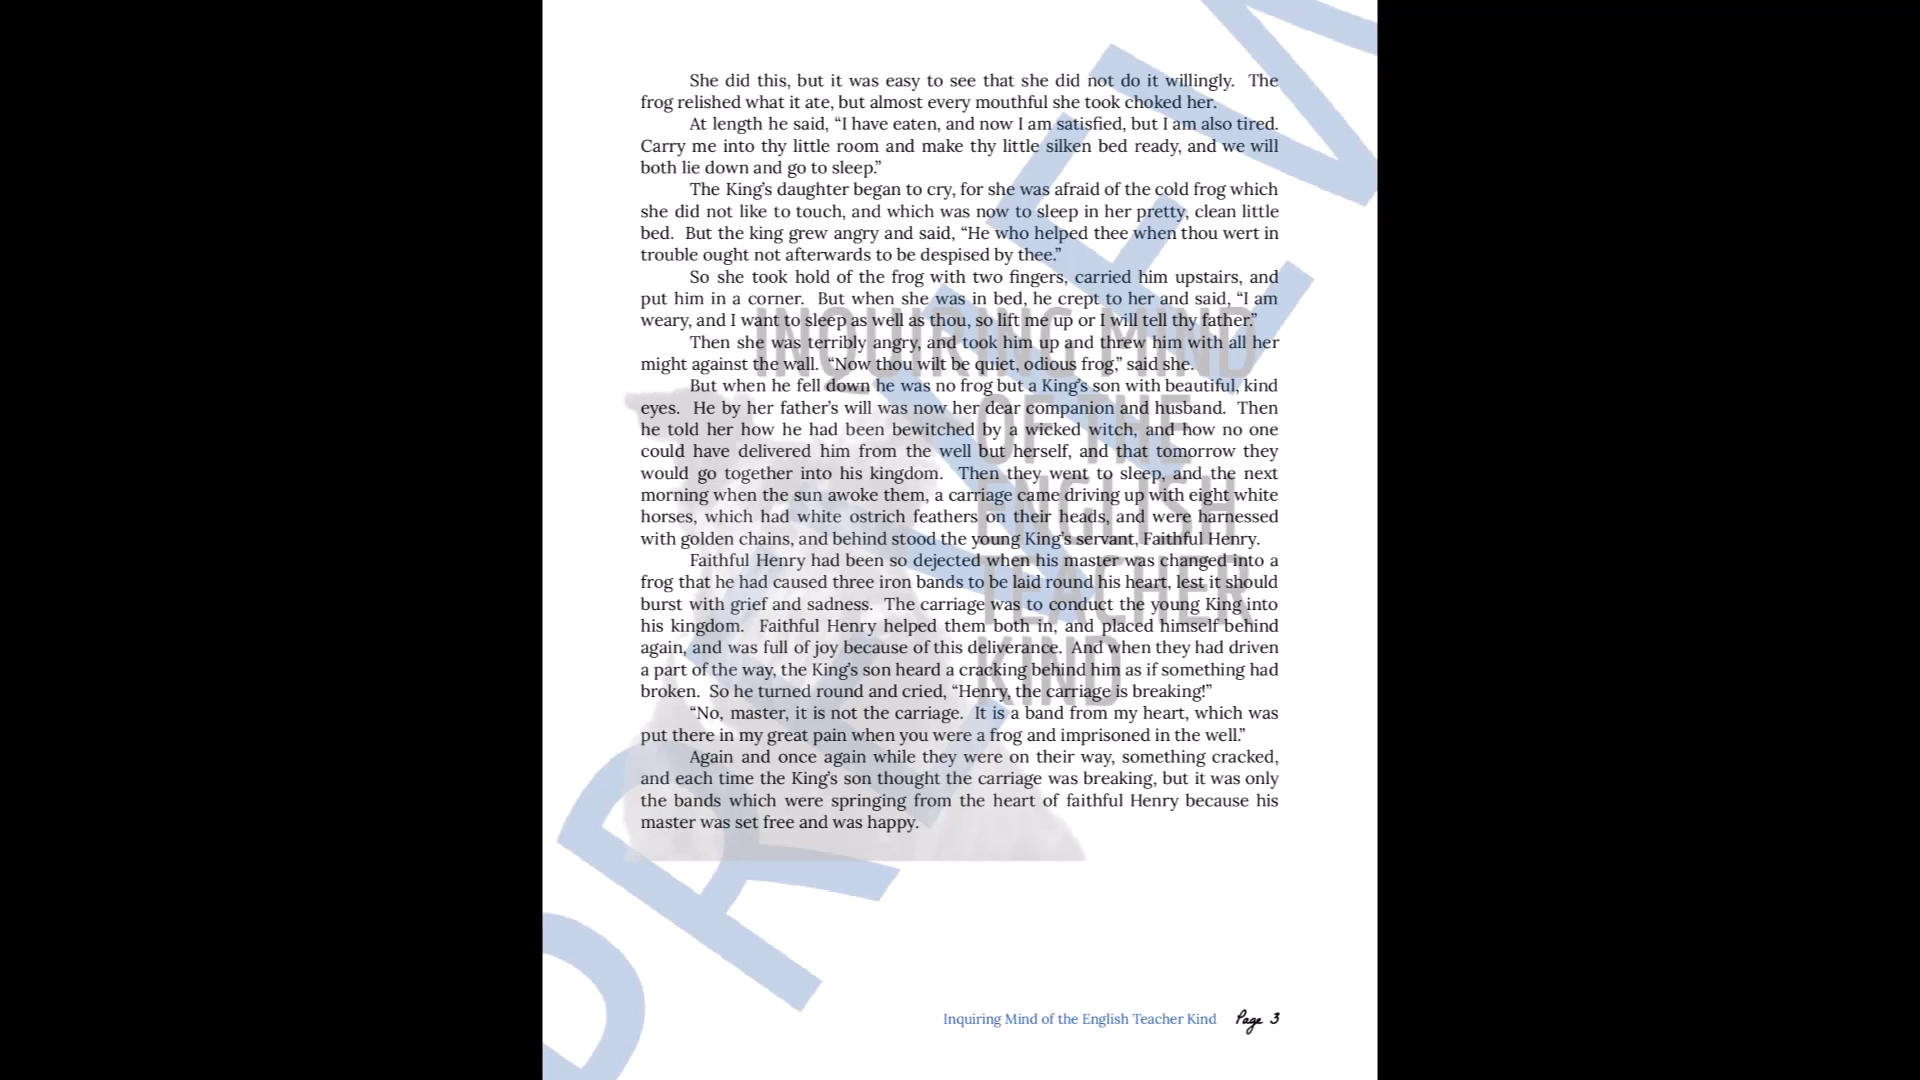 She did this, but it was easy to see that she did not do it willingly. The
frog relished what it ate, but almost every mouthful she took choked her.
At length he said, “I have eaten, and now I am satisfied, but I am also tired.
Carry me into thy little room and make thy little silken bed ready, and we will
both lie down and go to sleep.”
The King’s daughter began to cry, for she was afraid of the cold frog which
she did not like to touch, and which was now to sleep in her pretty, clean little
bed. But the king grew angry and said, “He who helped thee when thou wert in
trouble ought not afterwards to be despised by thee.”
So she took hold of the frog with two fingers, carried him upstairs, and
put him in a corner. But when she was in bed, he crept to her and said, “I am
weary, and I want to sleep as well as thou, so lift me up or I will tell thy father.”
Then she was terribly angry, and took him up and threw him with all her
might against the wall. “Now thou wilt be quiet, odious frog,” said she.
But when he fell down he was no frog but a King’s son with beautiful, kind
eyes. He by her father’s will was now her dear companion and husband. Then
he told her how he had been bewitched by a wicked witch, and how no one
could have delivered him from the well but herself, and that tomorrow they
would go together into his kingdom. Then they went to sleep, and the next
morning when the sun awoke them, a carriage came driving up with eight white
horses, which had white ostrich feathers on their heads, and were harnessed
with golden chains, and behind stood the young King’s servant, Faithful Henry.
Faithful Henry had been so dejected when his master was changed into a
frog that he had caused three iron bands to be laid round his heart, lest it should
burst with grief and sadness. The carriage was to conduct the young King into
his kingdom. Faithful Henry helped them both in, and placed himself behind
again, and was full of joy because of this deliverance. And when they had driven
a part of the way, the King’s son heard a cracking behind him as if something had
broken. So he turned round and cried, “Henry, the carriage is breaking!”
“No, master, it is not the carriage. It is a band from my heart, which was
put there in my great pain when you were a frog and imprisoned in the well.”
Again and once again while they were on their way, something cracked,
and each time the King’s son thought the carriage was breaking, but it was only
the bands which were springing from the heart of faithful Henry because his
master was set free and was happy.
INQUIRING MIND
OF THE
ENGLISH
TEACHER
KIND
PREVIEW
Inquiring Mind of the English Teacher Kind Page 3